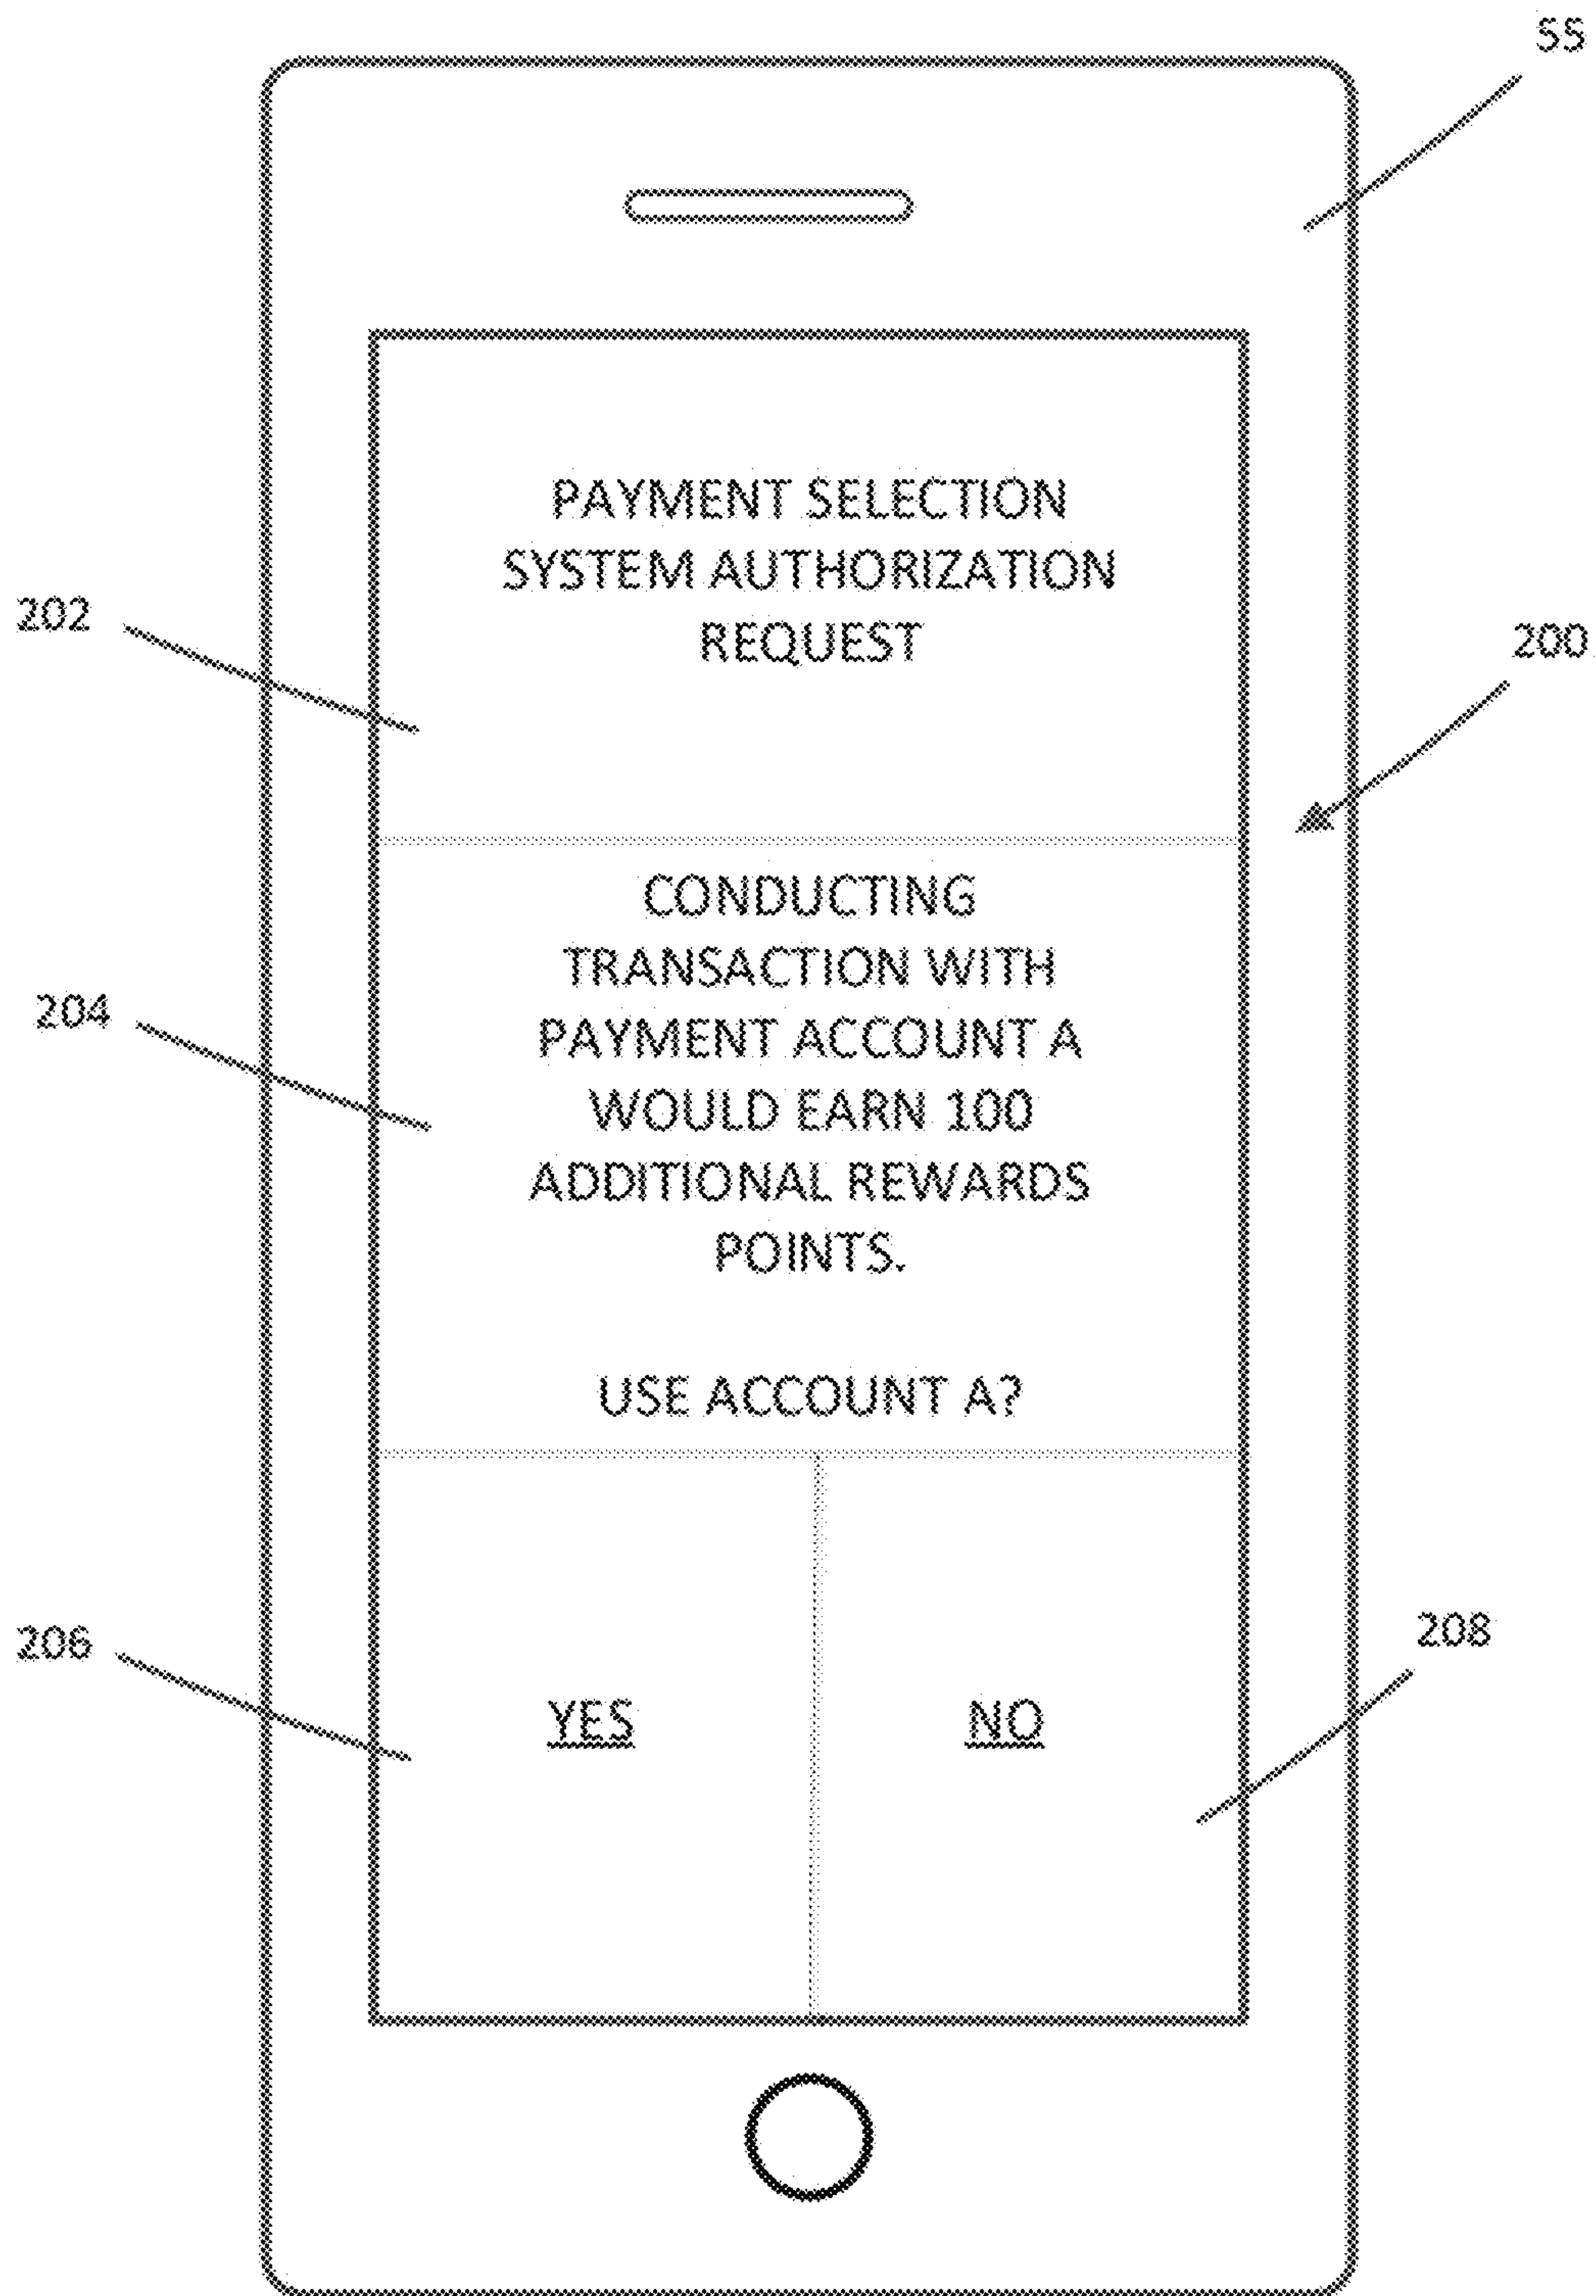 55
PAYMENT SELECTION
SYSTEM AUTHORIZATION
REQUEST
202
200
CONDUCTING
TRANSACTION WITH
PAYMENT ACCOUNT A
WOULD EARN 100
ADDITIONAL REWARDS
POINTS.
204
USE ACCOUNT A?
206
208
YES
NO